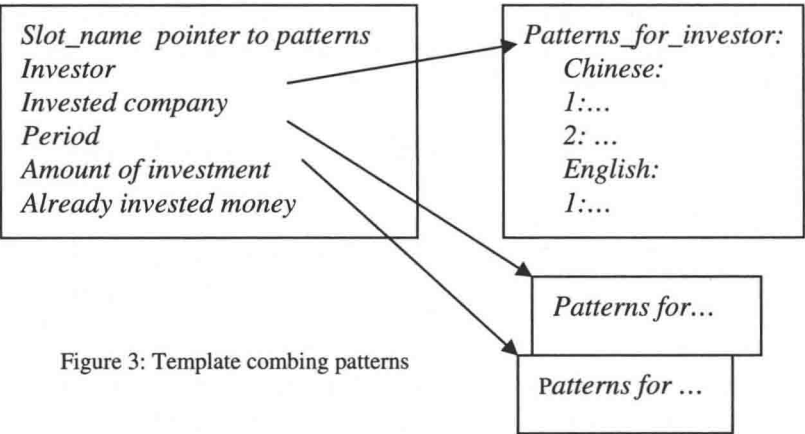 Slot_name pointer to patterns
Investor
Invested company
Period
Amount of investment
Already invested money
Patterns_for_investor:
Chinese:
1:…
2: …
English:
1:…
Patterns for…
Patterns for …
Figure 3: Template combing patterns